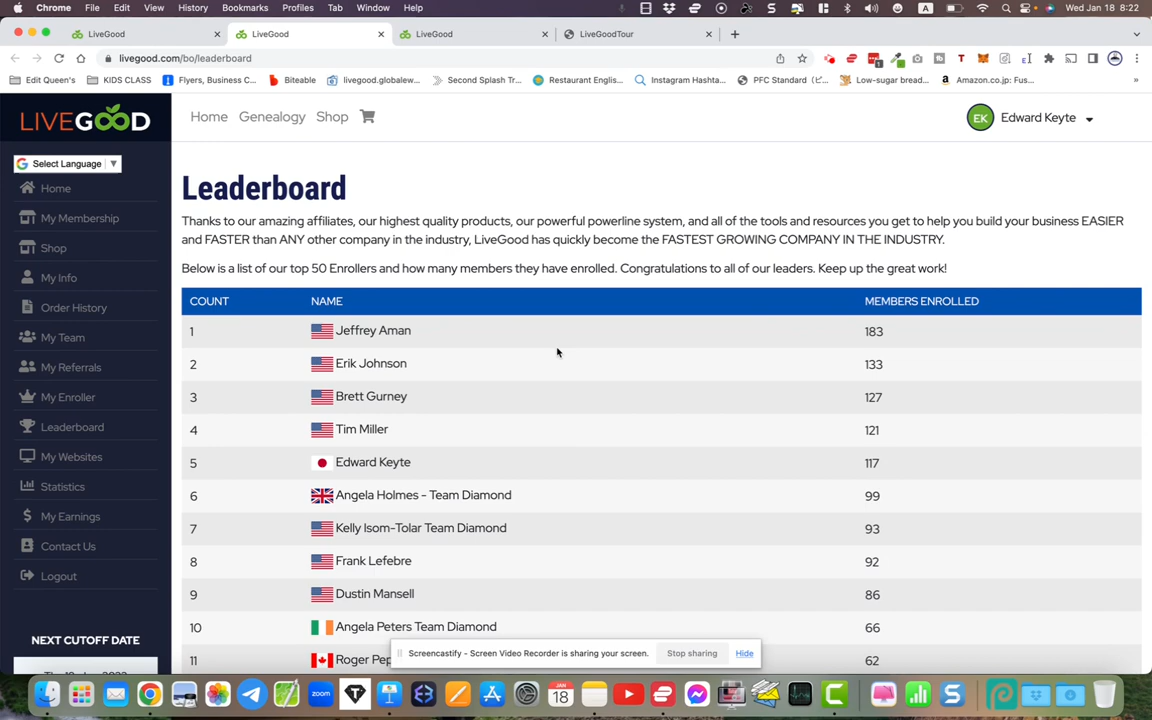 Chrome File Edit View History Bookmarks Profiles Tab Window Help A Wed Jan 18 8:22
LiveGood LiveGood LiveGood LiveGoodTour
livegood.com/bo/leaderboard
Edit Queen's KIDS CLASS Flyers, Business C... Biteable livegood.globalew... Second Splash Tr... Restaurant Englis... Instagram Hashta... Low-sugar bread... Amazon.co.jp: Fus...
LIVEGOOD
Home Genealogy Shop
EK Edward Keyte
Select Language
Home
My Membership
Shop
My Info
Order History
My Team
My Referrals
My Enroller
Leaderboard
My Websites
Statistics
My Earnings
Contact Us
Logout
NEXT CUTOFF DATE
Leaderboard
Thanks to our amazing affiliates, our highest quality products, our powerful powerline system, and all of the tools and resources you get to help you build your business EASIER
and FASTER than ANY other company in the industry, LiveGood has quickly become the FASTEST GROWING COMPANY IN THE INDUSTRY.
Below is a list of our top 50 Enrollers and how many members they have enrolled. Congratulations to all of our leaders. Keep up the great work!
COUNT NAME MEMBERS ENROLLED
1 Jeffrey Aman 183
2 Erik Johnson 133
3 Brett Gurney 127
4 Tim Miller 121
5 Edward Keyte 117
6 Angela Holmes - Team Diamond 99
7 Kelly Isom-Tolar Team Diamond 93
8 Frank Lefebre 92
9 Dustin Mansell 86
10 Angela Peters Team Diamond 66
11 Roger 62
Screencastify - Screen Video Recorder is sharing your screen. Stop sharing Hide
zoom